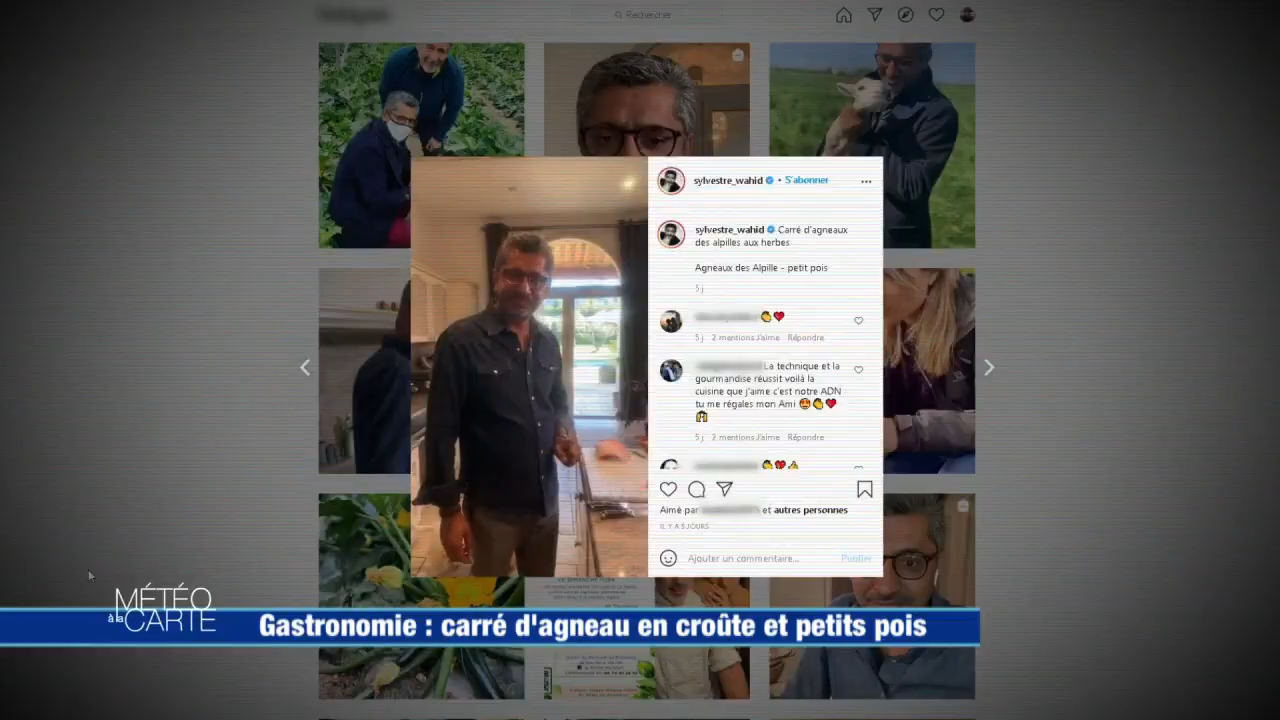 Rechercher
sylvestre_wahid • S'abonner
sylvestre_wahid Carré d'agneaux
des alpilles aux herbes
Agneaux des Alpille - petit pois
5 j
5 j 2 mentions J'aime Répondre
La technique et la
gourmandise réussit voilà la
cuisine que j'aime c'est notre ADN
tu me régales mon Ami
5 j 2 mentions J'aime Répondre
Aimé par et autres personnes
IL Y A 5 JOURS
Ajouter un commentaire... Publier
MÉTÉO
à la CARTE
Gastronomie : carré d'agneau en croûte et petits pois